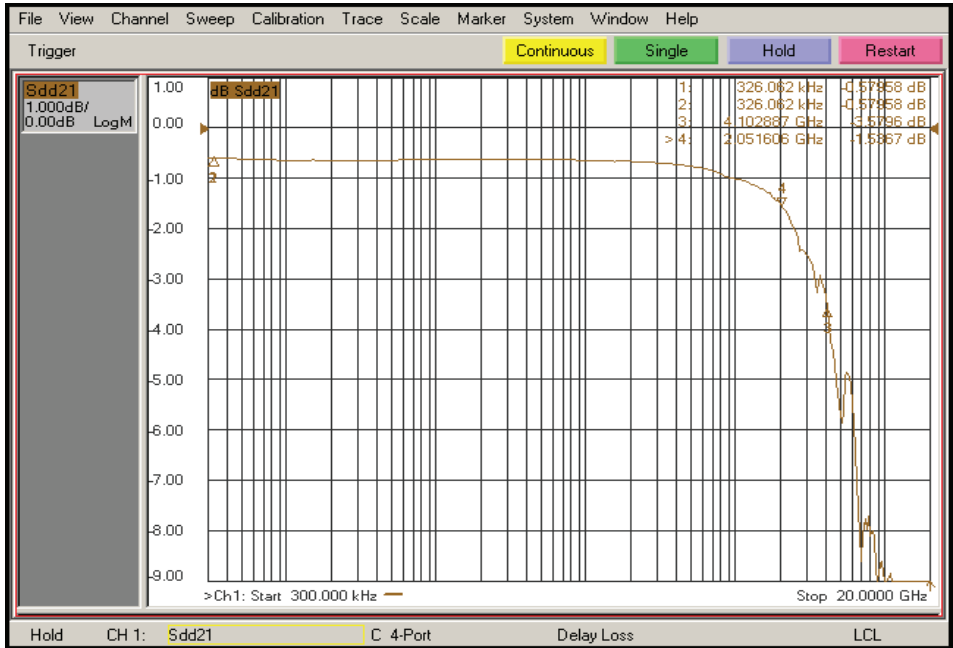 File View Channel Sweep Calibration Trace Scale Marker System Window Help
Trigger Continuous Single Hold Restart
Sdd21
1.000dB/
0.00dB LogM
dB Sdd21
1: 326.062 kHz -0.57958 dB
2: 326.062 kHz -0.57958 dB
3: 4.102887 GHz -3.5796 dB
> 4: 2.051606 GHz -1.5867 dB
1.00
0.00
-1.00
-2.00
-3.00
-4.00
-5.00
-6.00
-7.00
-8.00
-9.00
2
4
3
>Ch1: Start 300.000 kHz Stop 20.0000 GHz
Hold CH 1: Sdd21 C 4-Port Delay Loss LCL